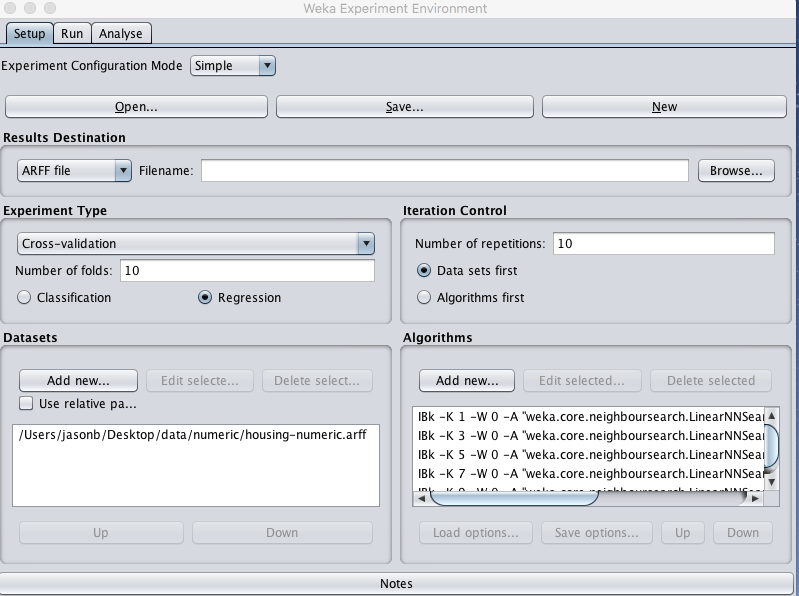 Weka Experiment Environment
Setup Run Analyse
Experiment Configuration Mode Simple
Open... Save... New
Results Destination
ARFF file Filename: Browse...
Experiment Type
Cross-validation
Number of folds: 10
Classification Regression
Iteration Control
Number of repetitions: 10
Data sets first
Algorithms first
Datasets
Add new... Edit selecte... Delete select...
Use relative pa...
/Users/jasonb/Desktop/data/numeric/housing-numeric.arff
Up Down
Algorithms
Add new... Edit selected... Delete selected
IBk -K 1 -W 0 -A "weka.core.neighboursearch.LinearNNSear
IBk -K 3 -W 0 -A "weka.core.neighboursearch.LinearNNSear
IBk -K 5 -W 0 -A "weka.core.neighboursearch.LinearNNSear
IBk -K 7 -W 0 -A "weka.core.neighboursearch.LinearNNSear
Load options... Save options... Up Down
Notes